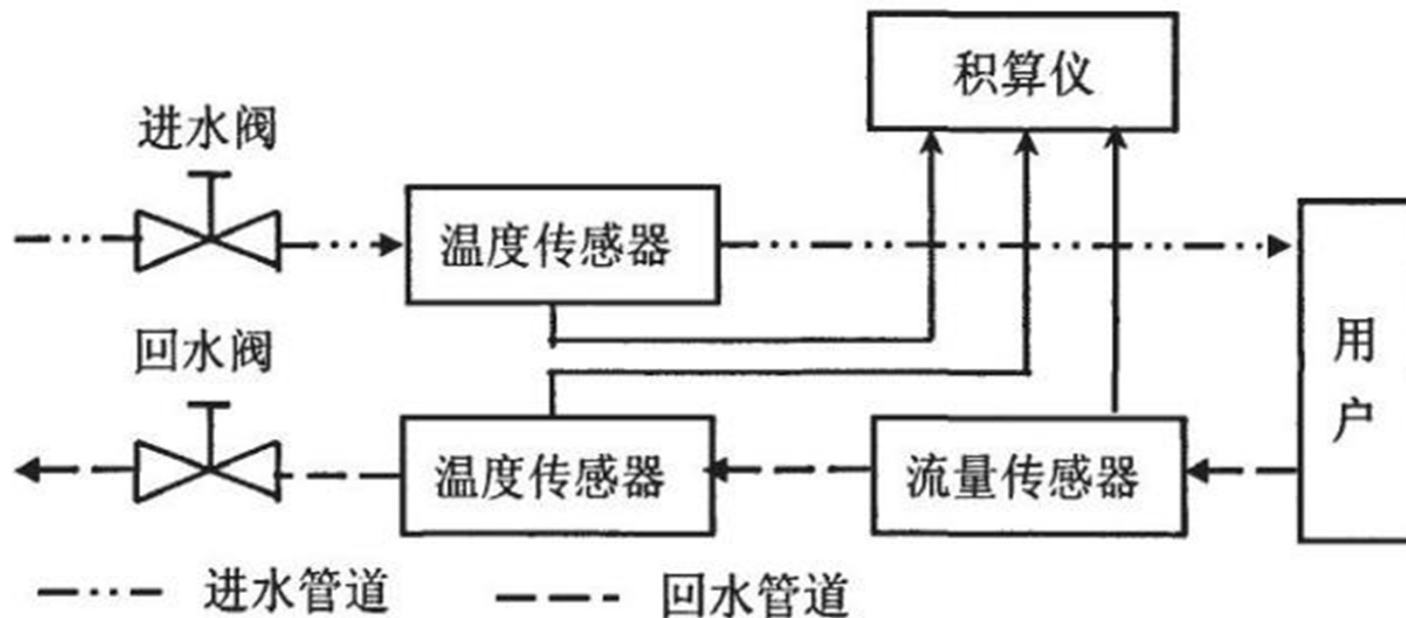 积算仪
进水阀
温度传感器
回水阀
用户
温度传感器
流量传感器
进水管道
回水管道